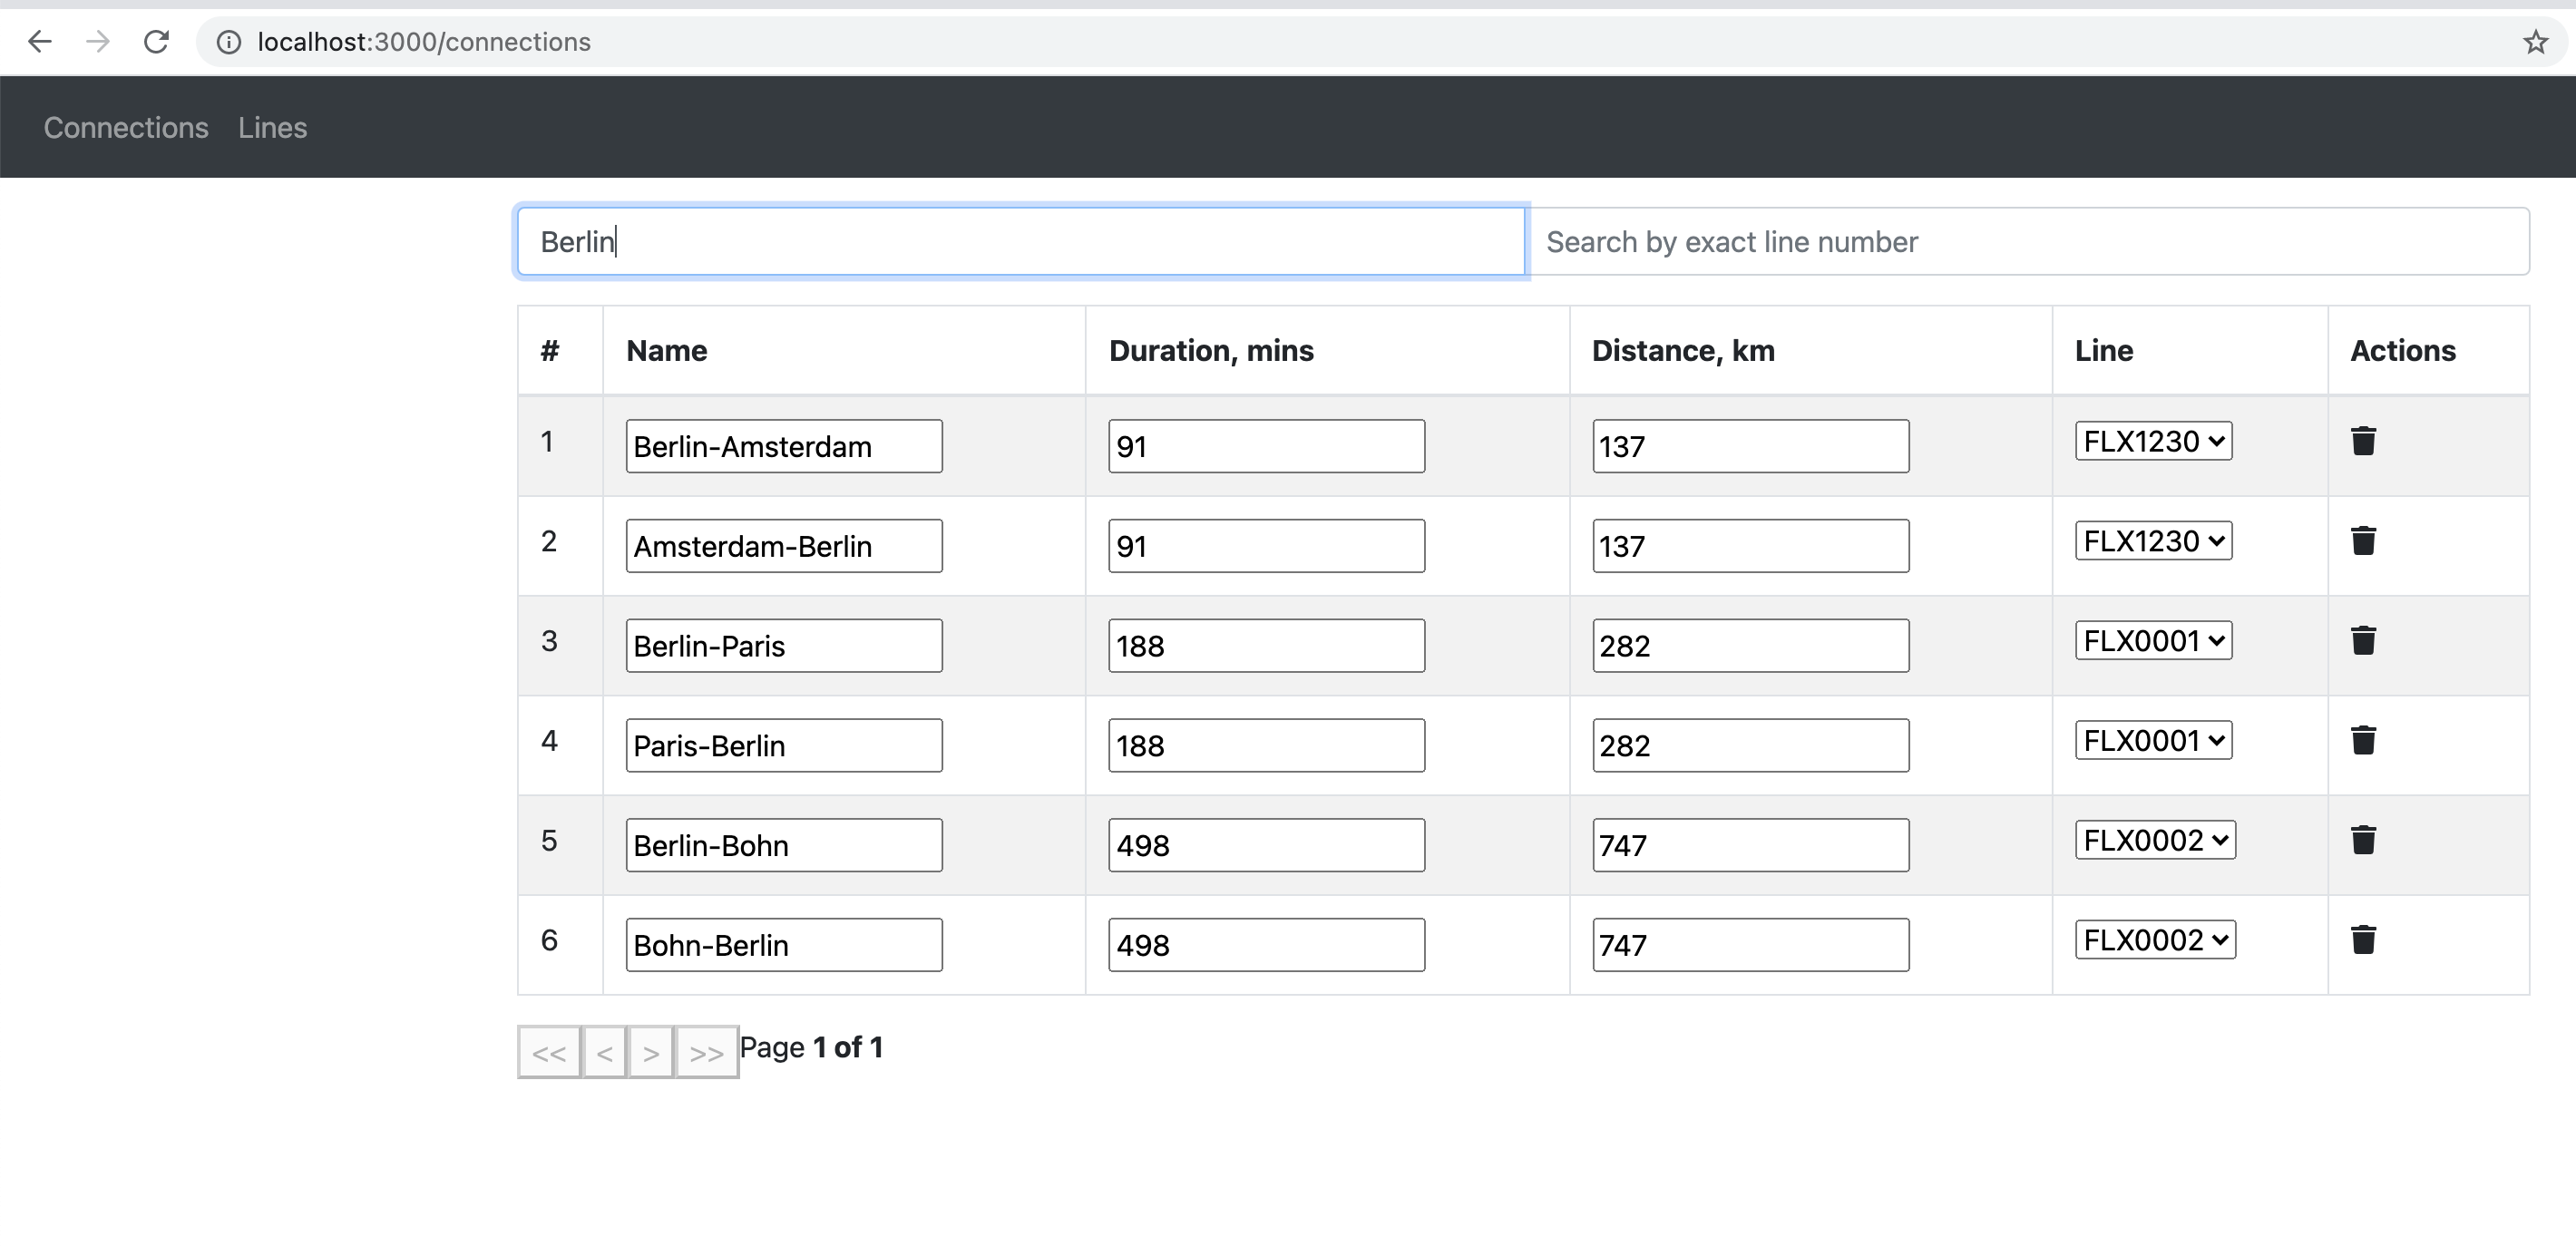 localhost:3000/connections
Connections Lines
Berlin Search by exact line number
# Name Duration, mins Distance, km Line Actions
1 Berlin-Amsterdam 91 137 FLX1230
2 Amsterdam-Berlin 91 137 FLX1230
3 Berlin-Paris 188 282 FLX0001
4 Paris-Berlin 188 282 FLX0001
5 Berlin-Bohn 498 747 FLX0002
6 Bohn-Berlin 498 747 FLX0002
<< < > >> Page 1 of 1